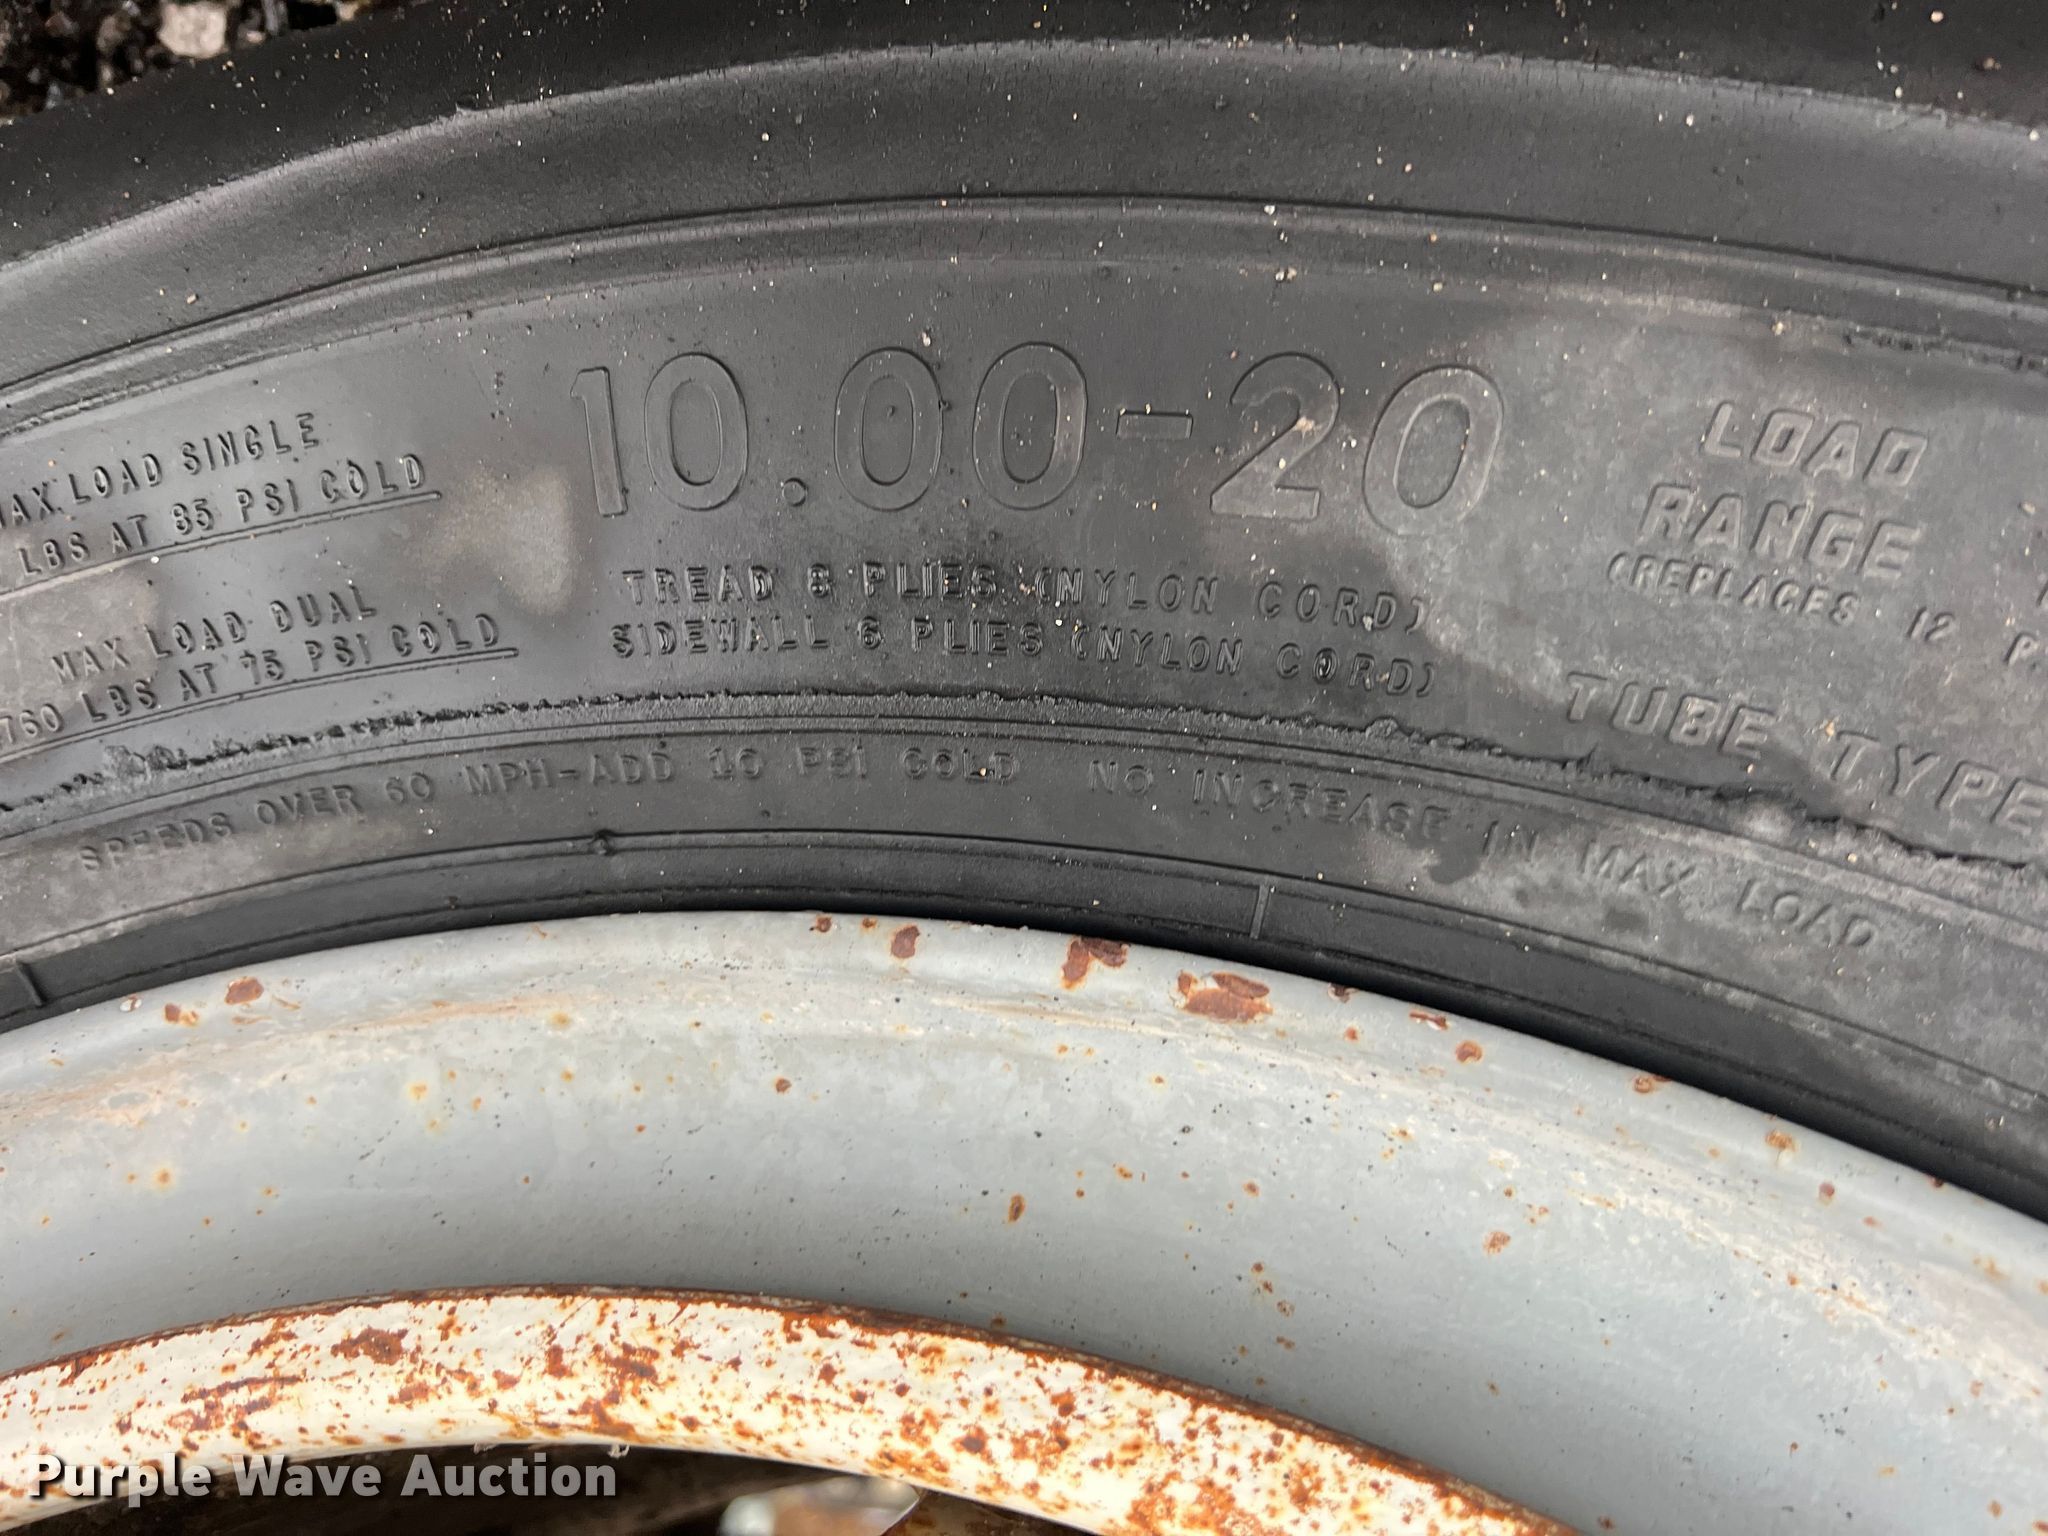 MAX LOAD SINGLE
LBS AT 85 PSI COLD
MAX LOAD DUAL
760 LBS AT 75 PSI COLD
10.00-20
TREAD 8 PLIES (NYLON CORD)
SIDEWALL 6 PLIES (NYLON CORD)
LOAD
RANGE
(REPLACES 12 P
TUBE TYPE
SPEEDS OVER 60 MPH-ADD 10 PSI COLD NO INCREASE IN MAX LOAD
Purple Wave Auction